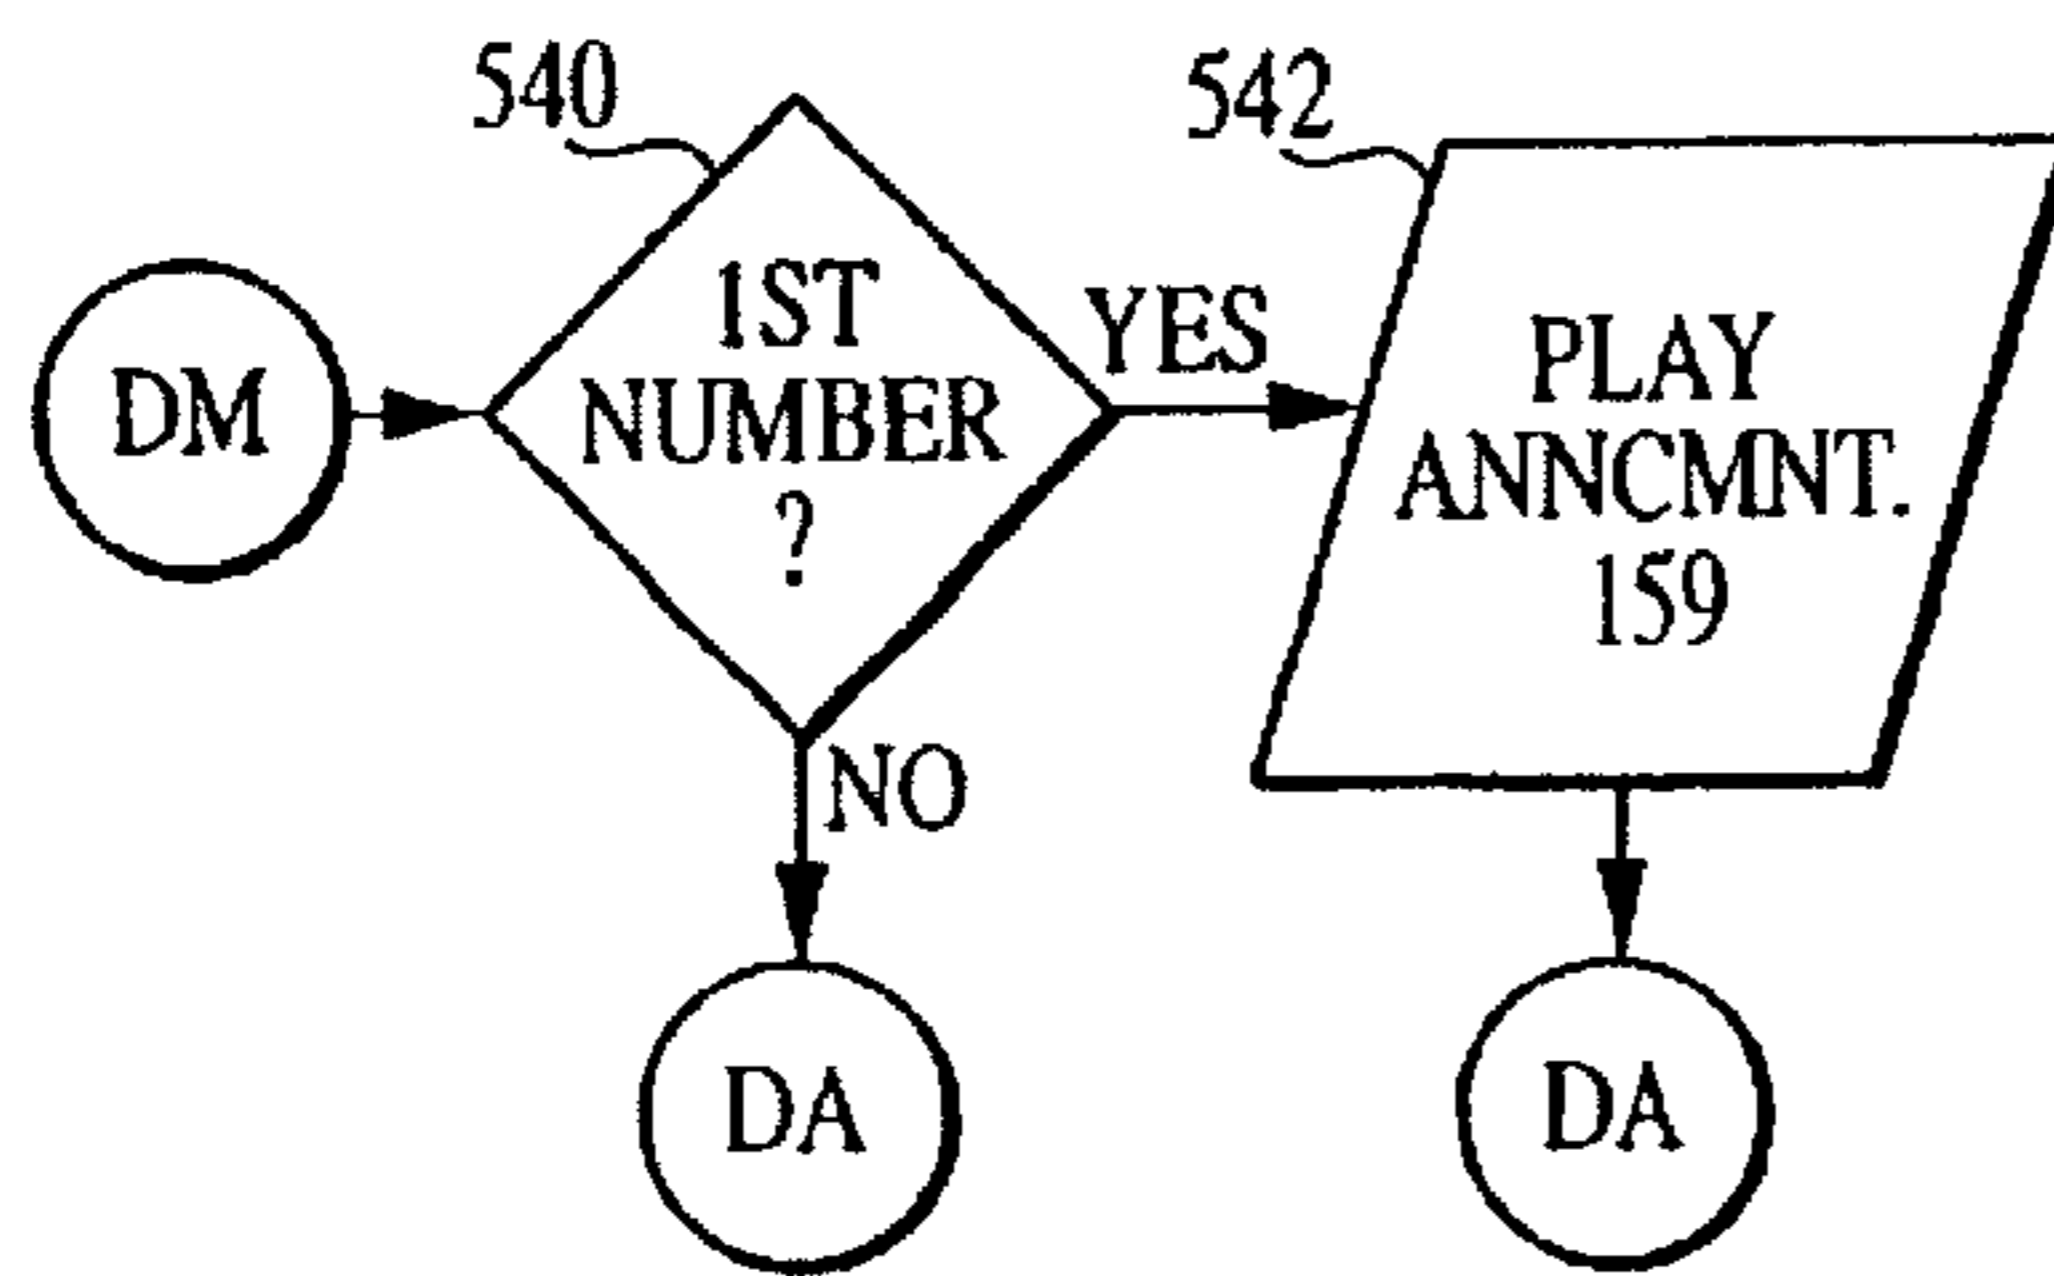 540
542
DM
1ST
NUMBER
?
YES
PLAY
ANNCMNT.
159
NO
DA
DA